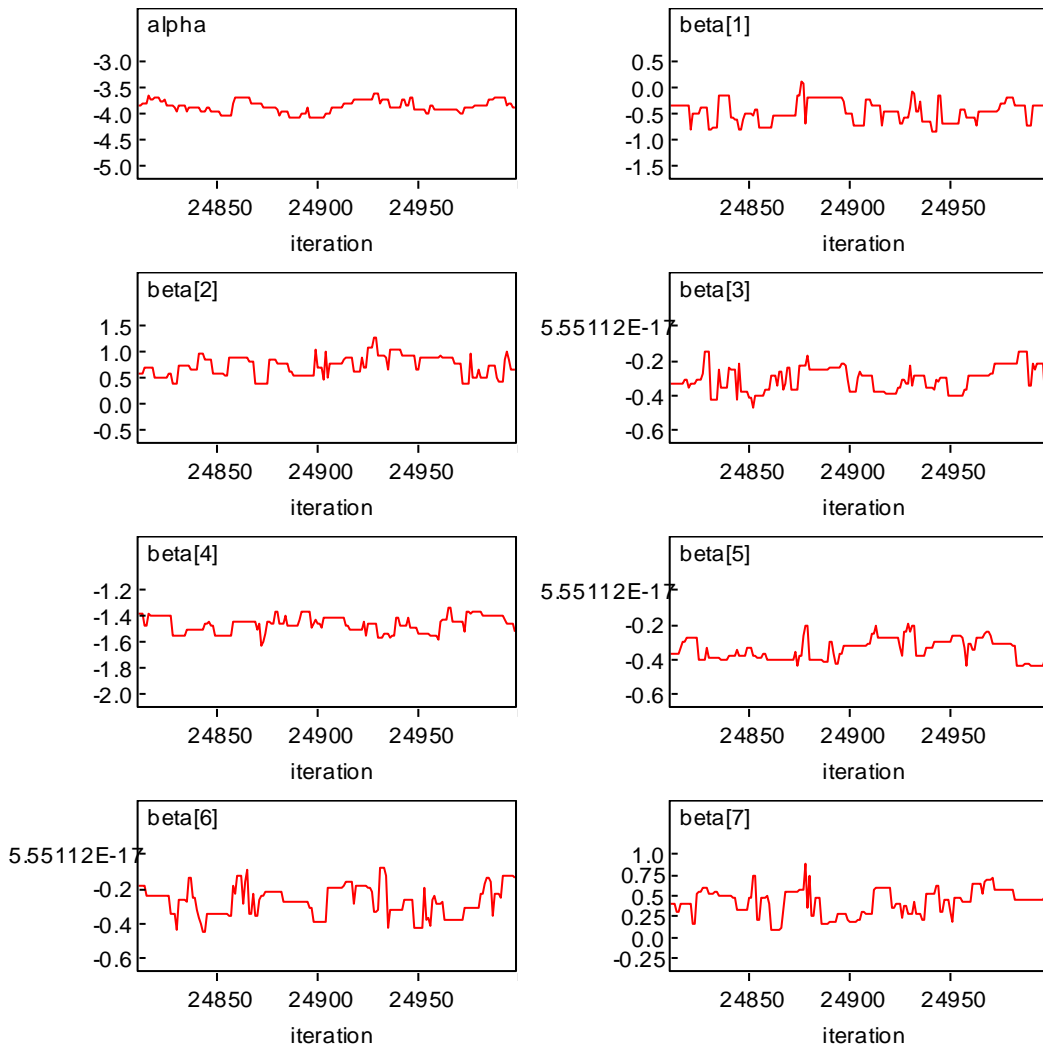 alpha
-3.0
-3.5
-4.0
-4.5
-5.0
24850 24900 24950
iteration
beta[1]
0.5
0.0
-0.5
-1.0
-1.5
24850 24900 24950
iteration
beta[2]
1.5
1.0
0.5
0.0
-0.5
24850 24900 24950
iteration
beta[3]
5.55112E-17
-0.2
-0.4
-0.6
24850 24900 24950
iteration
beta[4]
-1.2
-1.4
-1.6
-1.8
-2.0
24850 24900 24950
iteration
beta[5]
5.55112E-17
-0.2
-0.4
-0.6
24850 24900 24950
iteration
beta[6]
5.55112E-17
-0.2
-0.4
-0.6
24850 24900 24950
iteration
beta[7]
1.0
0.75
0.5
0.25
0.0
-0.25
24850 24900 24950
iteration